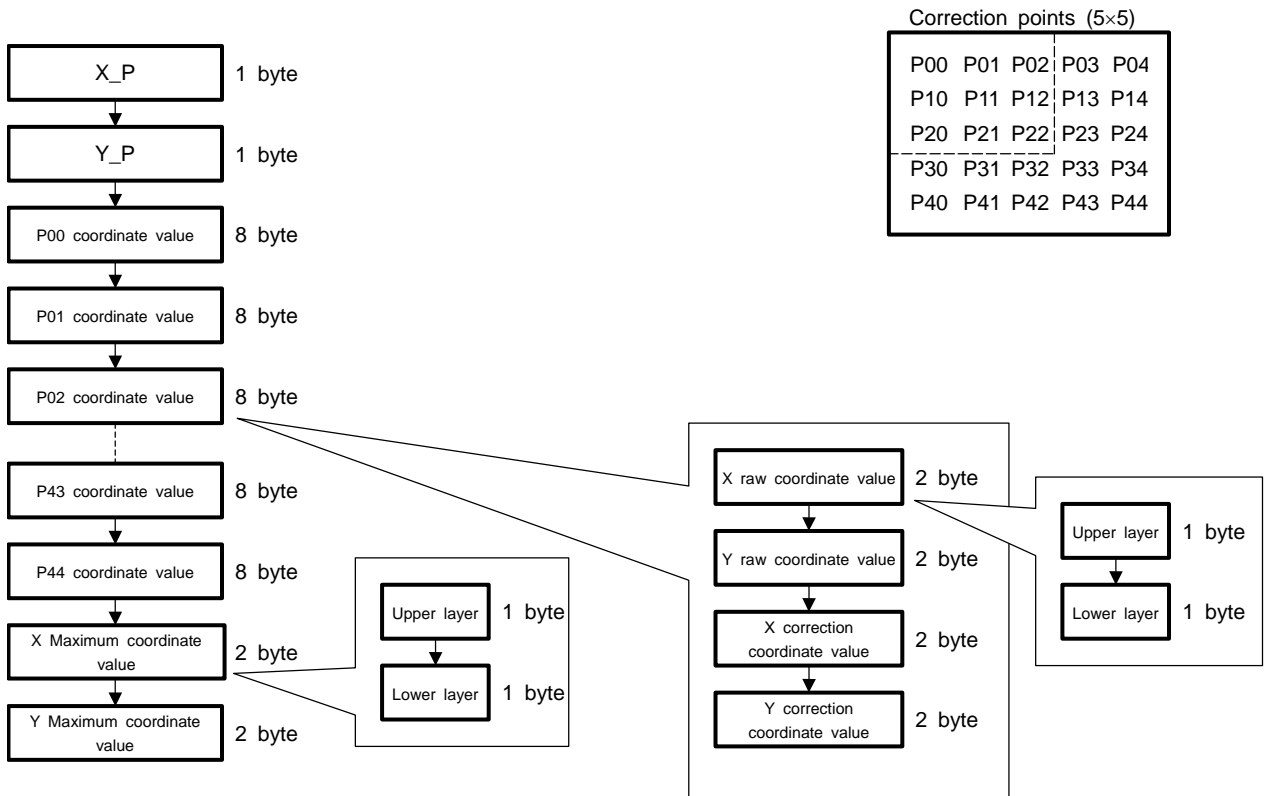 Correction points (5×5)
P00 P01 P02 P03 P04
P10 P11 P12 P13 P14
P20 P21 P22 P23 P24
P30 P31 P32 P33 P34
P40 P41 P42 P43 P44
X_P 1 byte
Y_P 1 byte
P00 coordinate value 8 byte
P01 coordinate value 8 byte
P02 coordinate value 8 byte
P43 coordinate value 8 byte
P44 coordinate value 8 byte
X Maximum coordinate
value
2 byte
Y Maximum coordinate
value
2 byte
Upper layer 1 byte
Lower layer 1 byte
X raw coordinate value 2 byte
Y raw coordinate value 2 byte
X correction
coordinate value
2 byte
Y correction
coordinate value
2 byte
Upper layer 1 byte
Lower layer 1 byte